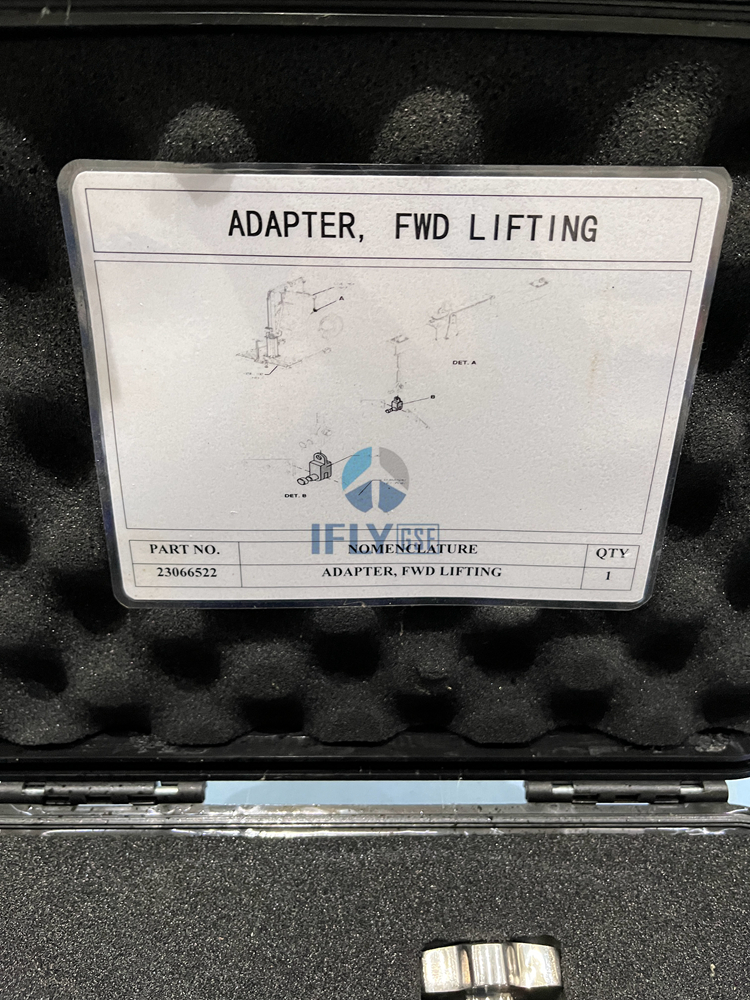 ADAPTER, FWD LIFTING
A
DET. A
B
DET. B
IFLY GSE
PART NO. NOMENCLATURE QTY
23066522 ADAPTER, FWD LIFTING 1